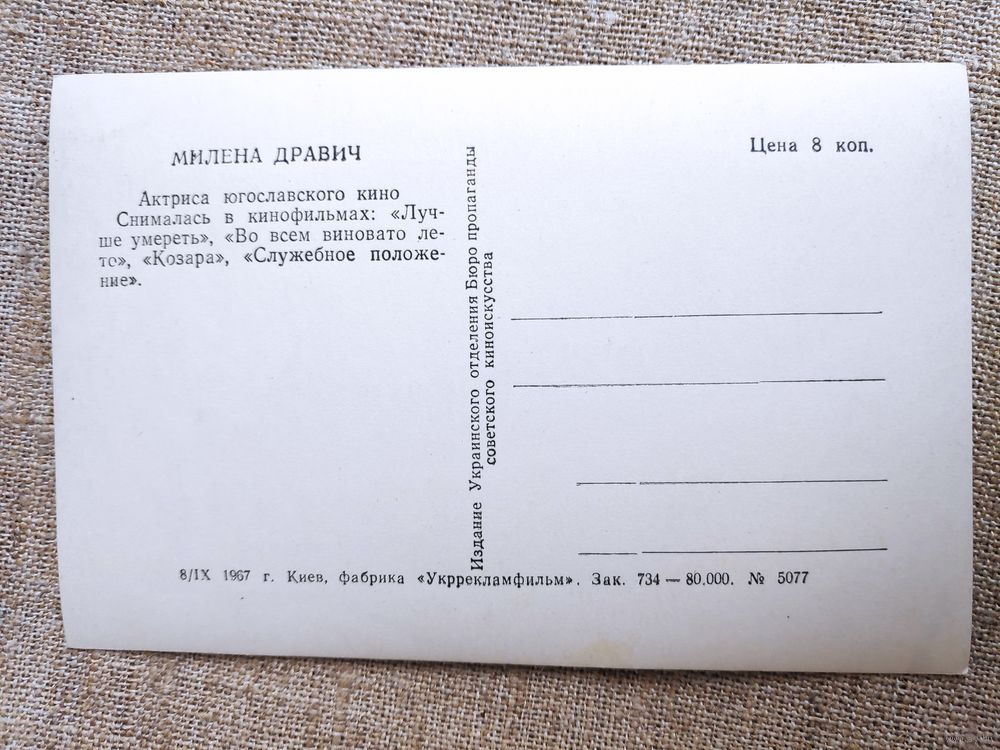 МИЛЕНА ДРАВИЧ
Актриса югославского кино
Снималась в кинофильмах: «Луч-
ше умереть», «Во всем виновато ле-
то», «Козара», «Служебное положе-
ние».
Издание Украинского отделения Бюро пропаганды
советского киноискусства
Цена 8 коп.
8/IX 1967 г. Киев, фабрика «Укррекламфильм». Зак. 734 — 80.000. № 5077